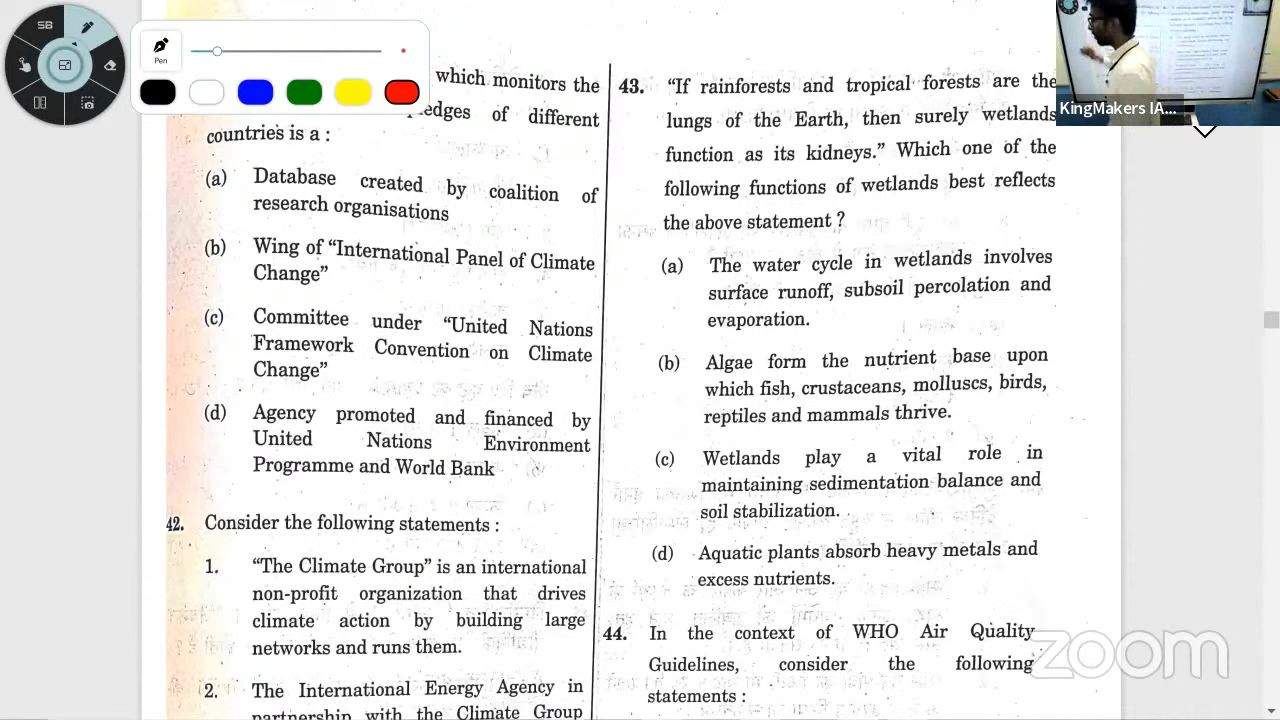 SB
Pen
which monitors the
edges of different
countries is a :
(a) Database created by coalition of
research organisations
(b) Wing of “International Panel of Climate
Change”
(c) Committee under “United Nations
Framework Convention on Climate
Change”
(d) Agency promoted and financed by
United Nations Environment
Programme and World Bank
42. Consider the following statements :
1. “The Climate Group” is an international
non-profit organization that drives
climate action by building large
networks and runs them.
2. The International Energy Agency in
partnership with the Climate Group
43. “If rainforests and tropical forests are the
lungs of the Earth, then surely wetlands
function as its kidneys.” Which one of the
following functions of wetlands best reflects
the above statement ?
(a) The water cycle in wetlands involves
surface runoff, subsoil percolation and
evaporation.
(b) Algae form the nutrient base upon
which fish, crustaceans, molluscs, birds,
reptiles and mammals thrive.
(c) Wetlands play a vital role in
maintaining sedimentation balance and
soil stabilization.
(d) Aquatic plants absorb heavy metals and
excess nutrients.
44. In the context of WHO Air Quality
Guidelines, consider the following
statements :
KingMakers IA...
zoom